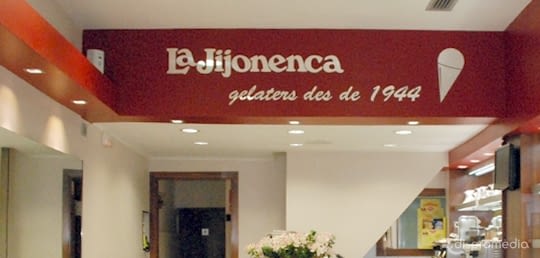 La Jijonenca
gelaters des de 1944